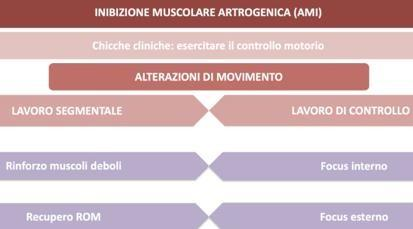 INIBIZIONE MUSCOLARE ARTROGENICA (AMI)
Chicche cliniche: esercitare il controllo motorio
ALTERAZIONI DI MOVIMENTO
LAVORO SEGMENTALE
LAVORO DI CONTROLLO
Rinforzo muscoli deboli
Focus interno
Recupero ROM
Focus esterno